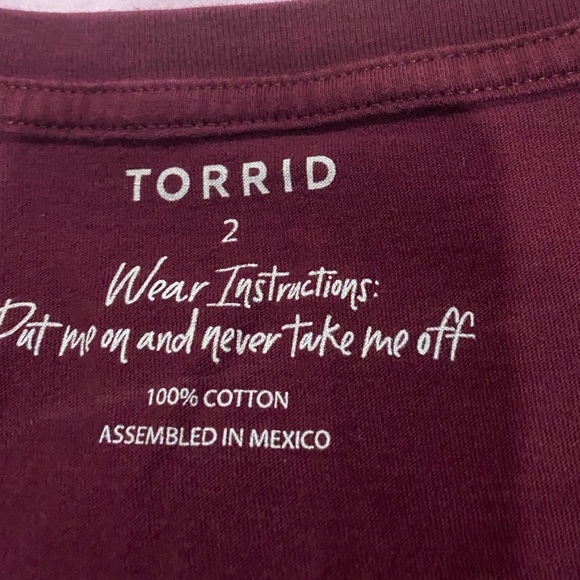 TORRID
2
Wear Instructions:
Put me on and never take me off
100% COTTON
ASSEMBLED IN MEXICO